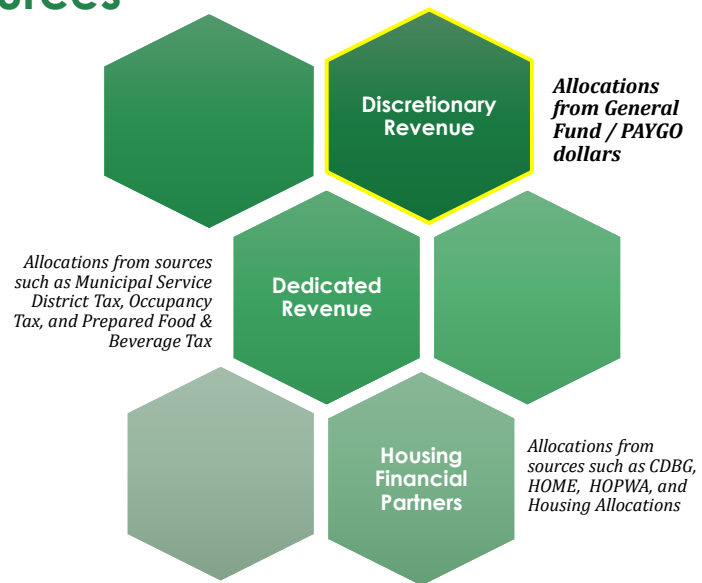 Discretionary
Revenue
Allocations
from General
Fund / PAYGO
dollars
Allocations from sources
such as Municipal Service
District Tax, Occupancy
Tax, and Prepared Food &
Beverage Tax
Dedicated
Revenue
Housing
Financial
Partners
Allocations from
sources such as CDBG,
HOME,  HOPWA, and
Housing Allocations